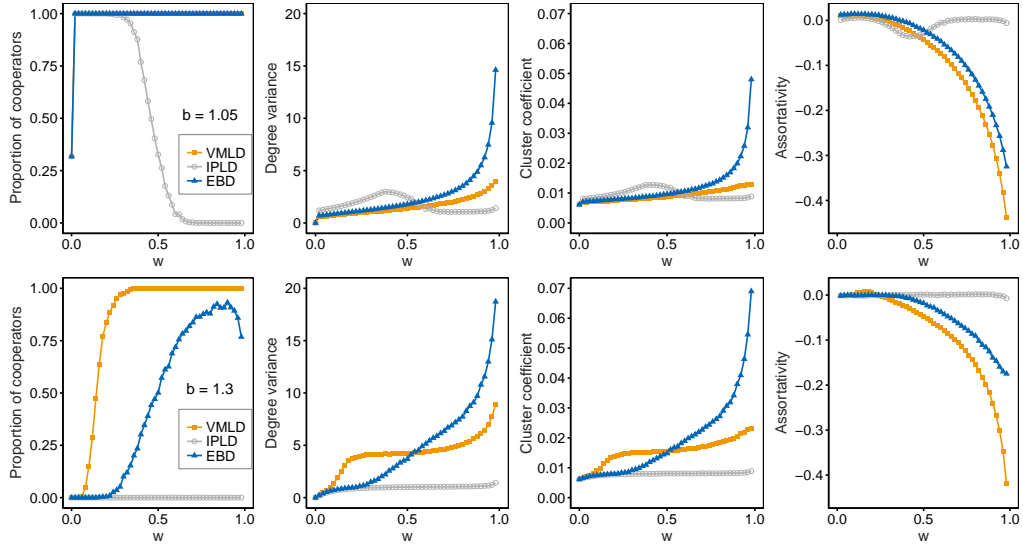 Proportion of cooperators
1.00
0.75
0.50
0.25
0.00
b = 1.05
VMLD
IPLD
EBD
0.0
0.5
1.0
w
Degree variance
20
15
10
5
0
0.0
0.5
1.0
w
Cluster coefficient
0.07
0.06
0.05
0.04
0.03
0.02
0.01
0.00
0.0
0.5
1.0
w
Assortativity
0.0
−0.1
−0.2
−0.3
−0.4
0.0
0.5
1.0
w
Proportion of cooperators
1.00
0.75
0.50
0.25
0.00
b = 1.3
VMLD
IPLD
EBD
0.0
0.5
1.0
w
Degree variance
20
15
10
5
0
0.0
0.5
1.0
w
Cluster coefficient
0.07
0.06
0.05
0.04
0.03
0.02
0.01
0.00
0.0
0.5
1.0
w
Assortativity
0.0
−0.1
−0.2
−0.3
−0.4
0.0
0.5
1.0
w